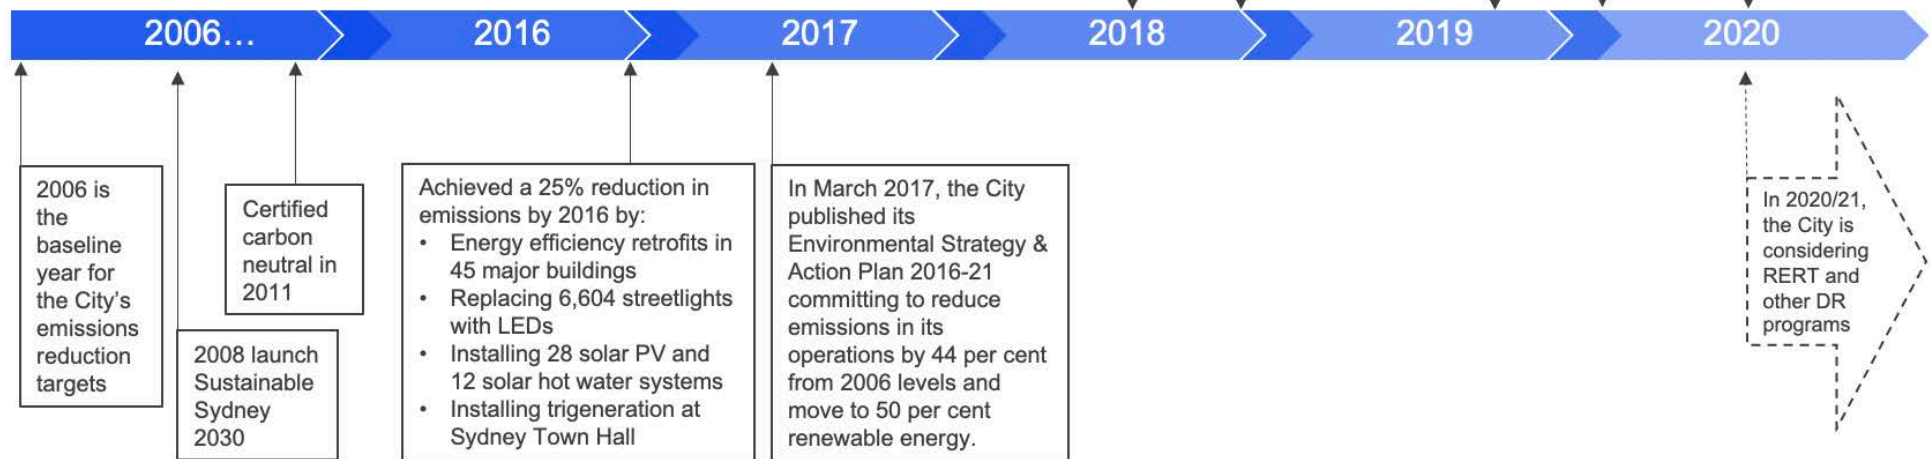 2006...
2016
2017
2018
2019
2020
2006 is
the
baseline
year for
the City's
emissions
reduction
targets
2008 launch
Sustainable
Sydney
2030
Certified
carbon
neutral in
2011
Achieved a 25% reduction in
emissions by 2016 by:
• Energy efficiency retrofits in
45 major buildings
• Replacing 6,604 streetlights
with LEDs
• Installing 28 solar PV and
12 solar hot water systems
• Installing trigeneration at
Sydney Town Hall
In March 2017, the City
published its
Environmental Strategy &
Action Plan 2016-21
committing to reduce
emissions in its
operations by 44 per cent
from 2006 levels and
move to 50 per cent
renewable energy.
In 2020/21,
the City is
considering
RERT and
other DR
programs